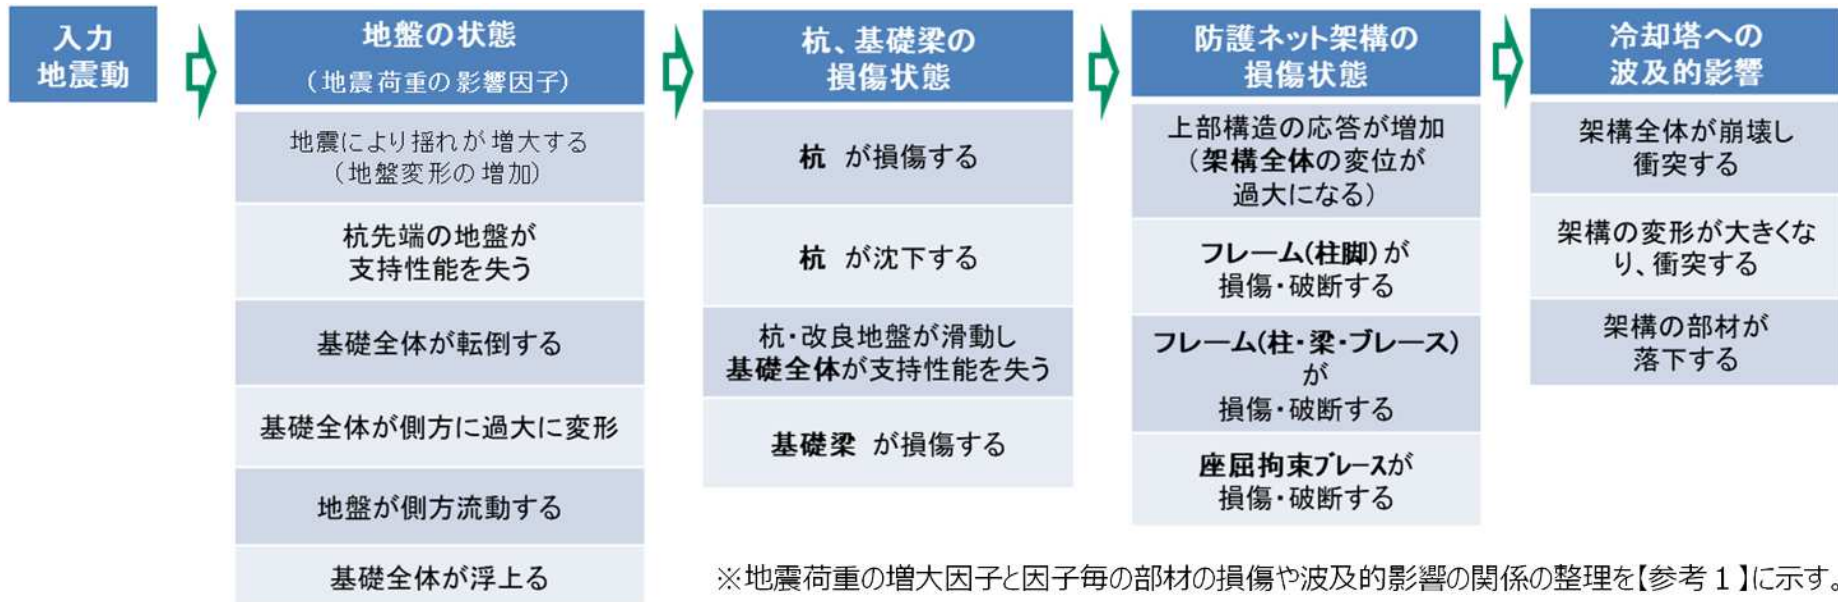 入力
地震動
地盤の状態
（地震荷重の影響因子）
地震により揺れが増大する
（地盤変形の増加）
杭先端の地盤が
支持性能を失う
基礎全体が転倒する
基礎全体が側方に過大に変形
地盤が側方流動する
基礎全体が浮上る
杭、基礎梁の
損傷状態
杭 が損傷する
杭 が沈下する
杭・改良地盤が滑動し
基礎全体が支持性能を失う
基礎梁 が損傷する
防護ネット架構の
損傷状態
上部構造の応答が増加
（架構全体の変位が
過大になる）
フレーム(柱脚)が
損傷・破断する
フレーム(柱・梁・ブレース)
が
損傷・破断する
座屈拘束ブレースが
損傷・破断する
冷却塔への
波及的影響
架構全体が崩壊し
衝突する
架構の変形が大きくな
り、衝突する
架構の部材が
落下する
※地震荷重の増大因子と因子毎の部材の損傷や波及的影響の関係の整理を【参考１】に示す。